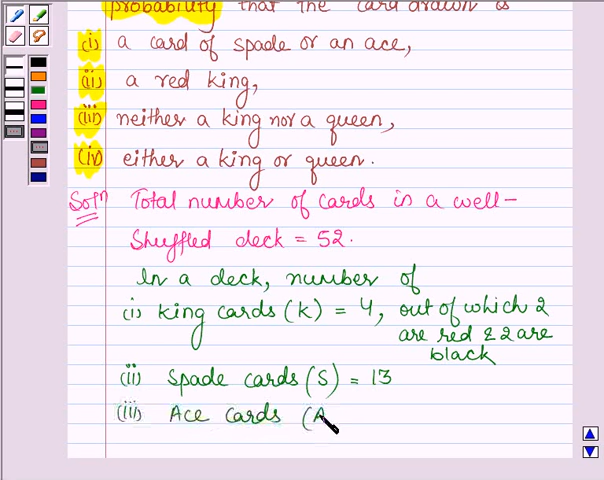 probability that the card drawn is
(i) a card of spade or an ace,
(ii) a red king,
(iii) neither a king nor a queen,
(iv) either a king or queen.
Solⁿ Total number of cards in a well-
Shuffled deck = 52.
In a deck, number of
(i) King cards (K) = 4, out of which 2
are red & 2 are
black
(ii) Spade cards (S) = 13
(iii) Ace cards (A